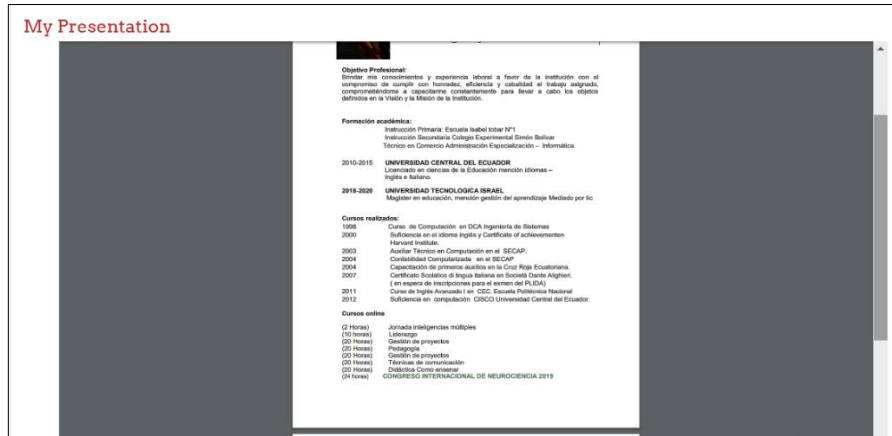 My Presentation
Objetivo Profesional:
Brindar mis conocimientos y experiencia laboral a favor de la institución con el
compromiso de cumplir con honradez, eficiencia y cabalidad el trabajo asignado,
comprometiéndome a capacitarme constantemente para llevar a cabo los objetos
definidos en la Visión y la Misión de la Institución.
Formación académica:
Instrucción Primaria: Escuela Isabel tobar N°1
Instrucción Secundaria Colegio Experimental Simón Bolívar
Técnico en Comercio Administración Especialización – Informática.
2010-2015 UNIVERSIDAD CENTRAL DEL ECUADOR
Licenciado en ciencias de la Educación mención idiomas –
Inglés e Italiano.
2018-2020 UNIVERSIDAD TECNOLOGICA ISRAEL
Magister en educación, mención gestión del aprendizaje Mediado por tic
Cursos realizados:
1998 Curso de Computación en DCA Ingeniería de Sistemas
2000 Suficiencia en el idioma inglés y Certificate of achievementen
Harvard Institute.
2003 Auxiliar Técnico en Computación en el SECAP.
2004 Contabilidad Computarizada en el SECAP
2004 Capacitación de primeros auxilios en la Cruz Roja Ecuatoriana.
2007 Certificato Scolatico di lingua italiana en Società Dante Alighieri.
( en espera de inscripciones para el exmen del PLIDA)
2011 Curso de Inglés Avanzado I en CEC. Escuela Politécnica Nacional
2012 Suficiencia en computación CISCO Universidad Central del Ecuador.
Cursos online
(2 Horas) Jornada inteligencias múltiples
(10 horas) Liderazgo
(20 Horas) Gestión de proyectos
(20 Horas) Pedagogía
(20 Horas) Gestión de proyectos
(20 Horas) Técnicas de comunicación
(20 Horas) Didáctica Como ensenar
(24 horas) CONGRESO INTERNACIONAL DE NEUROCIENCIA 2019